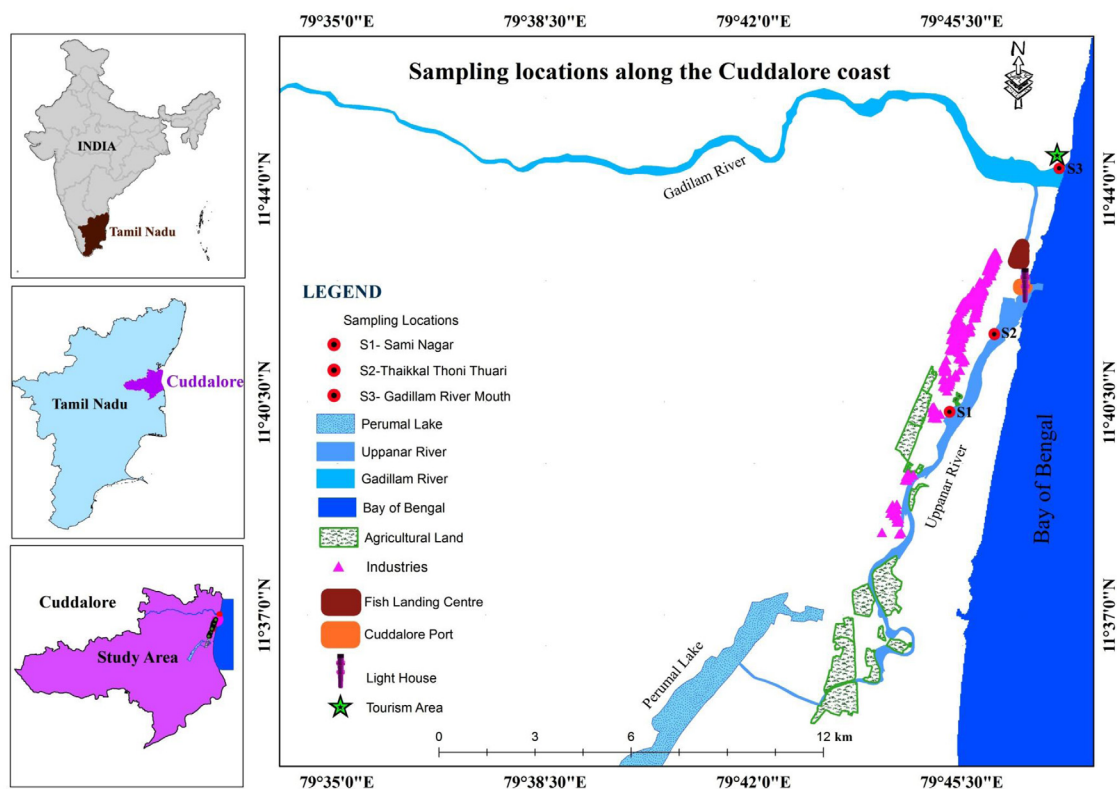 INDIA
Tamil Nadu
Tamil Nadu
Cuddalore
Cuddalore
Study Area
79°35'0"E
79°38'30"E
79°42'0"E
79°45'30"E
Sampling locations along the Cuddalore coast
N
Gadilam River
S3
11°44'0"N
11°44'0"N
LEGEND
Sampling Locations
S1- Sami Nagar
S2-Thaikkal Thoni Thuari
S3- Gadillam River Mouth
Perumal Lake
Uppanar River
Gadillam River
Bay of Bengal
Agricultural Land
Industries
Fish Landing Centre
Cuddalore Port
Light House
Tourism Area
S2
S1
11°40'30"N
11°40'30"N
Uppanar River
Bay of Bengal
11°37'0"N
11°37'0"N
Perumal Lake
0 3 6 12 km
79°35'0"E
79°38'30"E
79°42'0"E
79°45'30"E